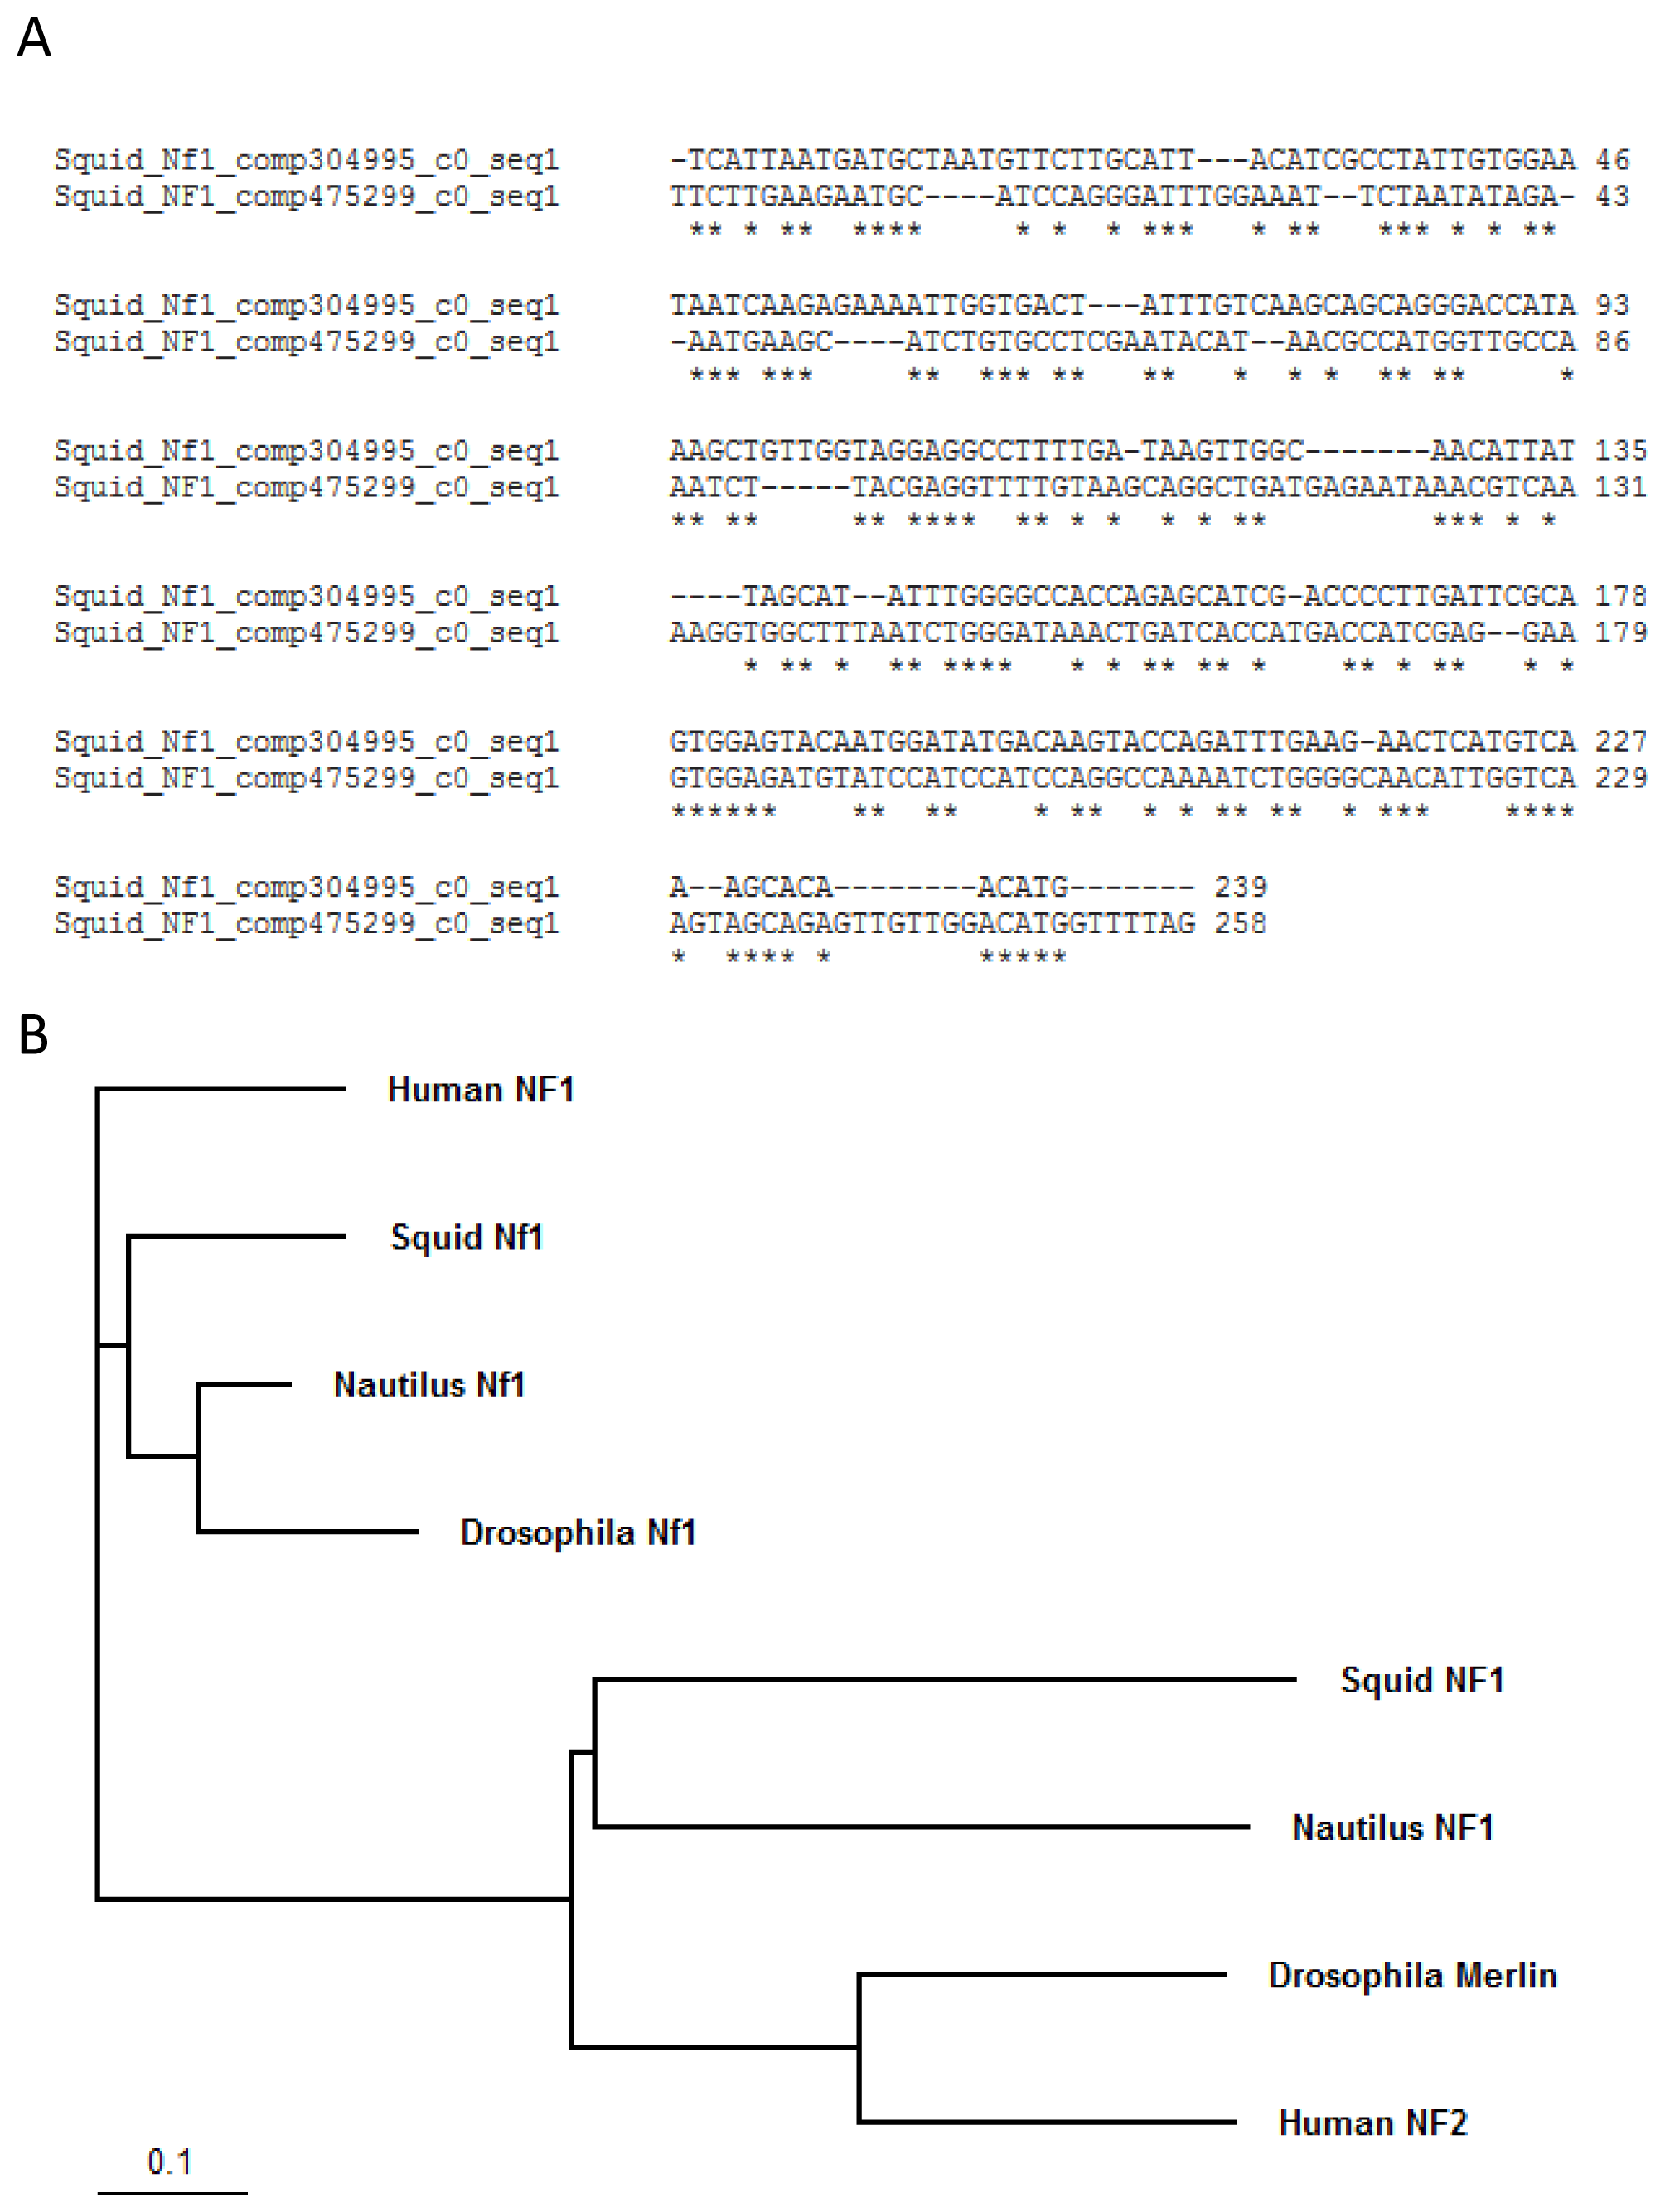 A
Squid_Nf1_comp304995_c0_seq1 -TCATTAATGATGCTAATGTTCTTGCATT---ACATCGCCTATTGTGGAA 46
Squid_NF1_comp475299_c0_seq1 TTCTTGAAGAATGC----ATCCAGGGATTTGGAAAT--TCTAATATAGA- 43
** * ** **** * * * *** * ** *** * * **
Squid_Nf1_comp304995_c0_seq1 TAATCAAGAGAAAATTGGTGACT---ATTTGTCAAGCAGCAGGGACCATA 93
Squid_NF1_comp475299_c0_seq1 -AATGAAGC----ATCTGTGCCTCGAATACAT--AACGCCATGGTTGCCA 86
*** *** ** *** ** ** * * * ** ** *
Squid_Nf1_comp304995_c0_seq1 AAGCTGTTGGTAGGAGGCCTTTTGA-TAAGTTGGC-------AACATTAT 135
Squid_NF1_comp475299_c0_seq1 AATCT-----TACGAGGTTTTGTAAGCAGGCTGATGAGAATAAACGTCAA 131
** ** ** **** ** * * * * ** *** * *
Squid_Nf1_comp304995_c0_seq1 ----TAGCAT--ATTTGGGGCCACCAGAGCATCG-ACCCCTTGATTCGCA 178
Squid_NF1_comp475299_c0_seq1 AAGGTGGCTTTAATCTGGGATAAACTGATCACCATGACCATCGAG--GAA 179
* ** * ** **** * * ** ** * ** * ** * *
Squid_Nf1_comp304995_c0_seq1 GTGGAGTACAATGGATATGACAAGTACCAGATTTGAAG-AACTCATGTCA 227
Squid_NF1_comp475299_c0_seq1 GTGGAGATGTATCCATCCATCCAGGCCAAAATCTGGGGCAACATTGGTCA 229
****** ** ** * ** * * ** ** * *** ****
Squid_Nf1_comp304995_c0_seq1 A--AGCACA--------ACATG------- 239
Squid_NF1_comp475299_c0_seq1 AGTAGCAGAGTTGTTGGACATGGTTTTAG 258
* **** * *****
B
Human NF1
Squid Nf1
Nautilus Nf1
Drosophila Nf1
Squid NF1
Nautilus NF1
Drosophila Merlin
Human NF2
0.1